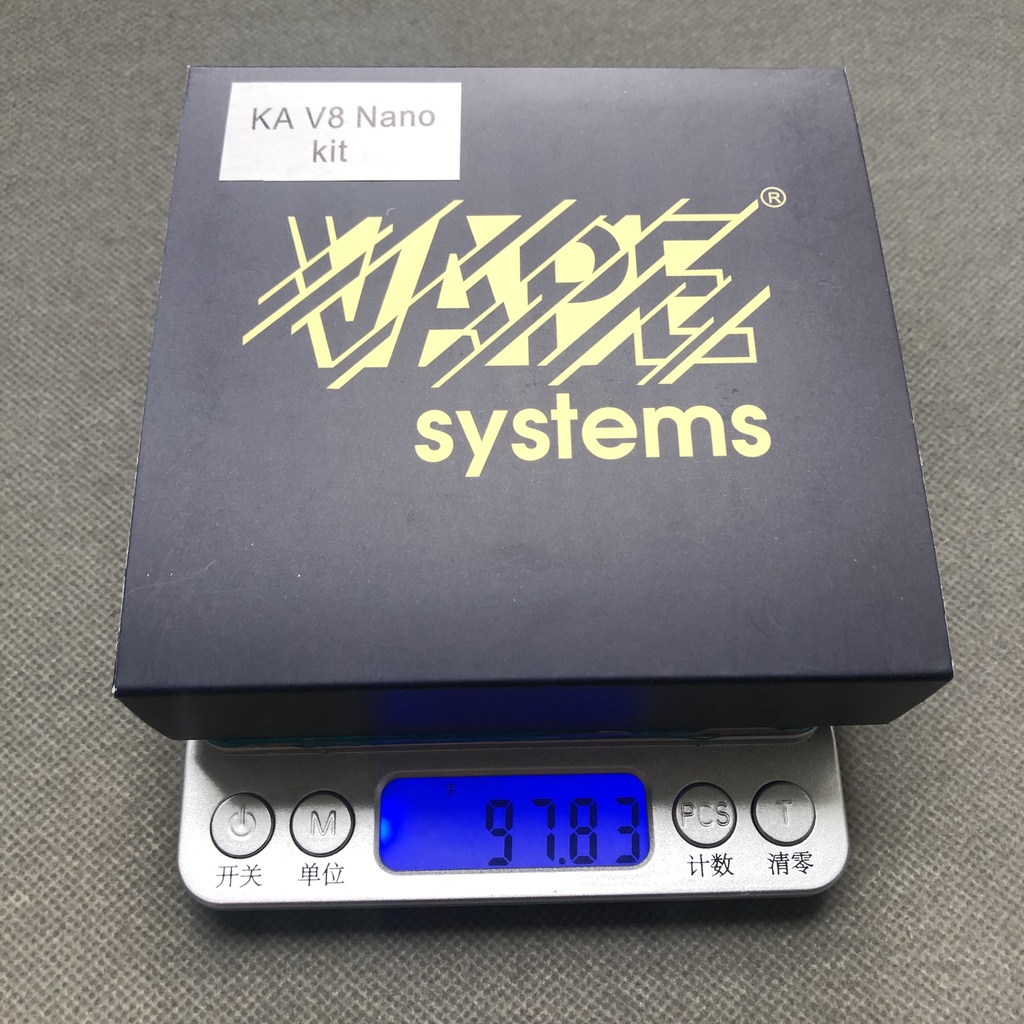 KA V8 Nano
kit
VAPE®
systems
97.83
M
PCS
T
开关
单位
计数
清零